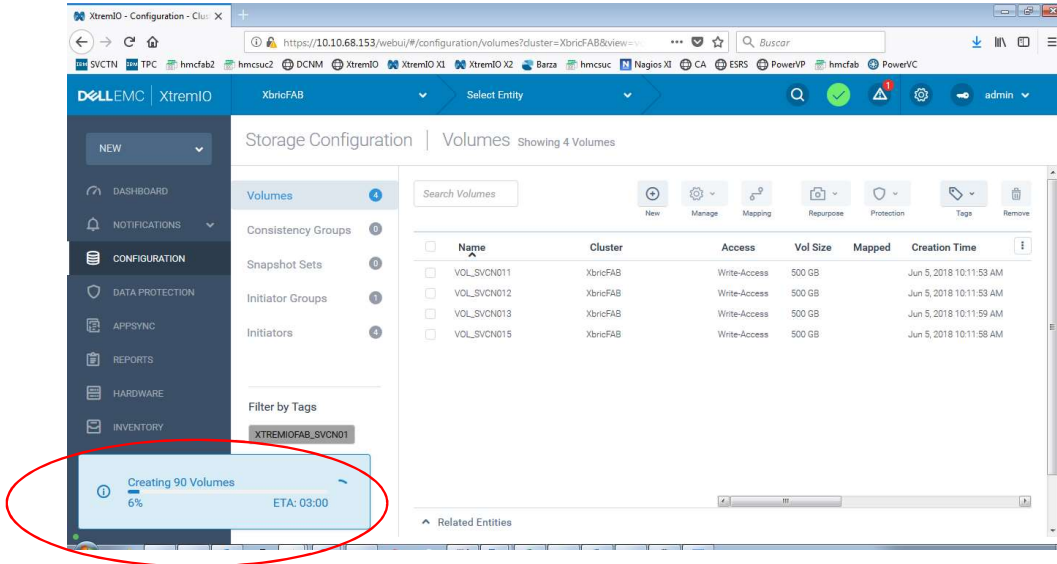 XtremIO - Configuration - Clus
https://10.10.68.153/webui/#/configuration/volumes?cluster=XbricFAB&view=
Buscar
SVCTN TPC hmcfab2 hmcsuc2 DCNM XtremIO XtremIO X1 XtremIO X2 Barza hmcsuc Nagios XI CA ESRS PowerVP hmcfab PowerVC
DELLEMC XtremIO XbricFAB Select Entity 1 admin
NEW
Storage Configuration | Volumes Showing 4 Volumes
DASHBOARD
NOTIFICATIONS
CONFIGURATION
DATA PROTECTION
APPSYNC
REPORTS
HARDWARE
INVENTORY
Volumes 4
Consistency Groups 0
Snapshot Sets 0
Initiator Groups 1
Initiators 4
Filter by Tags
XTREMIOFAB_SVCN01
Search Volumes
New Manage Mapping Repurpose Protection Tags Remove
Name Cluster Access Vol Size Mapped Creation Time
VOL_SVCN011 XbricFAB Write-Access 500 GB Jun 5, 2018 10:11:53 AM
VOL_SVCN012 XbricFAB Write-Access 500 GB Jun 5, 2018 10:11:53 AM
VOL_SVCN013 XbricFAB Write-Access 500 GB Jun 5, 2018 10:11:59 AM
VOL_SVCN015 XbricFAB Write-Access 500 GB Jun 5, 2018 10:11:58 AM
Creating 90 Volumes
6% ETA: 03:00
Related Entities